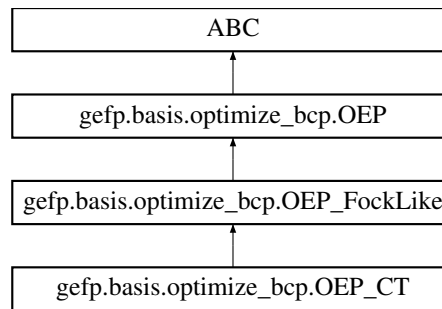 ABC
gefp.basis.optimize_bcp.OEP
gefp.basis.optimize_bcp.OEP_FockLike
gefp.basis.optimize_bcp.OEP_CT